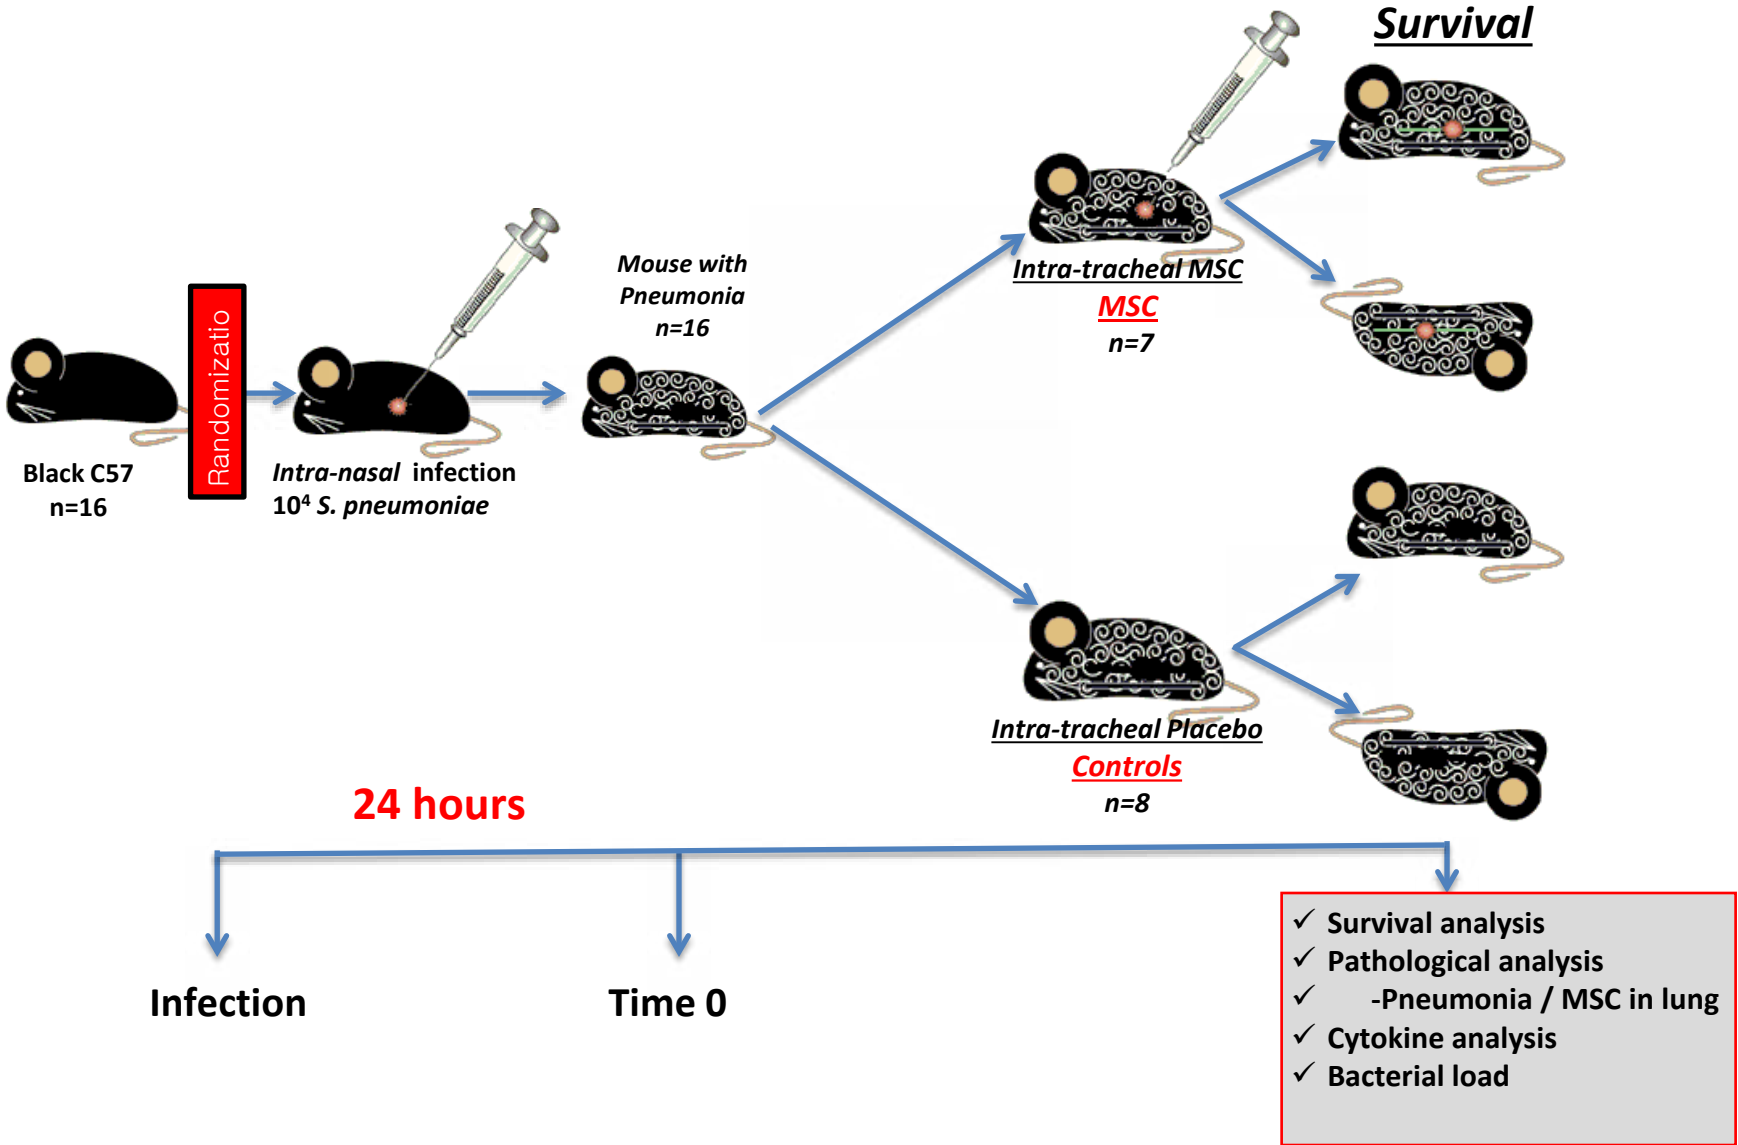 Survival
Mouse with
Pneumonia
n=16
Intra-tracheal MSC
MSC
n=7
Randomizatio
Black C57
n=16
Intra-nasal infection
10⁴ S. pneumoniae
Intra-tracheal Placebo
Controls
n=8
24 hours
Infection
Time 0
✓ Survival analysis
✓ Pathological analysis
✓ -Pneumonia / MSC in lung
✓ Cytokine analysis
✓ Bacterial load